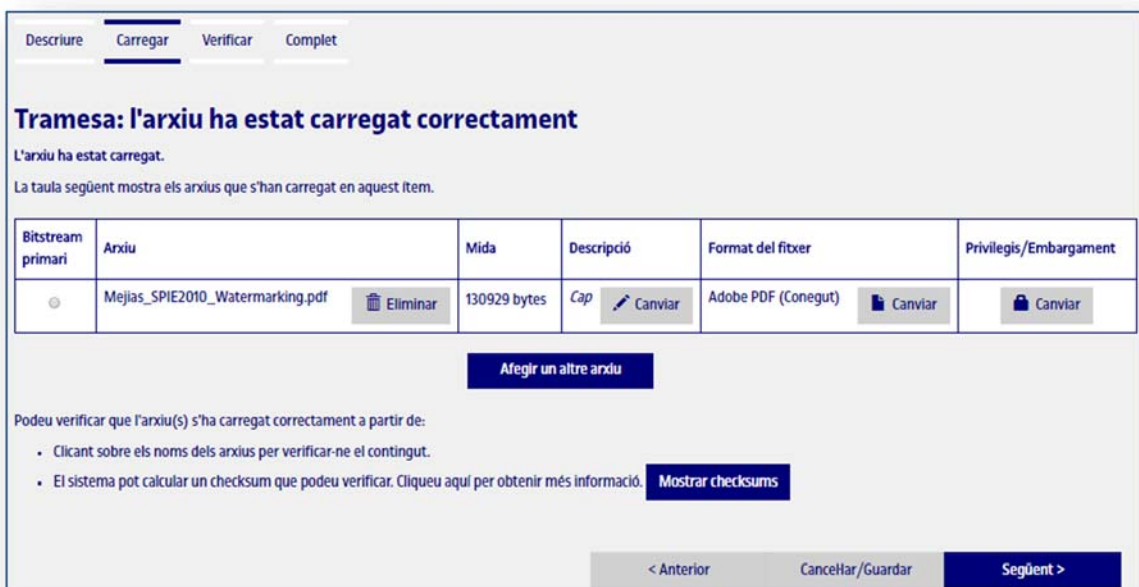 Descriure Carregar Verificar Complet
Tramesa: l'arxiu ha estat carregat correctament
L'arxiu ha estat carregat.
La taula següent mostra els arxius que s'han carregat en aquest ítem.
Bitstream primari Arxiu Mida Descripció Format del fitxer Privilegis/Embargament
Mejias_SPIE2010_Watermarking.pdf Eliminar 130929 bytes Cap Canviar Adobe PDF (Conegut) Canviar Canviar
Afegir un altre arxiu
Podeu verificar que l'arxiu(s) s'ha carregat correctament a partir de:
• Clicant sobre els noms dels arxius per verificar-ne el contingut.
• El sistema pot calcular un checksum que podeu verificar. Cliqueu aquí per obtenir més informació. Mostrar checksums
< Anterior Cancel·lar/Guardar Següent >